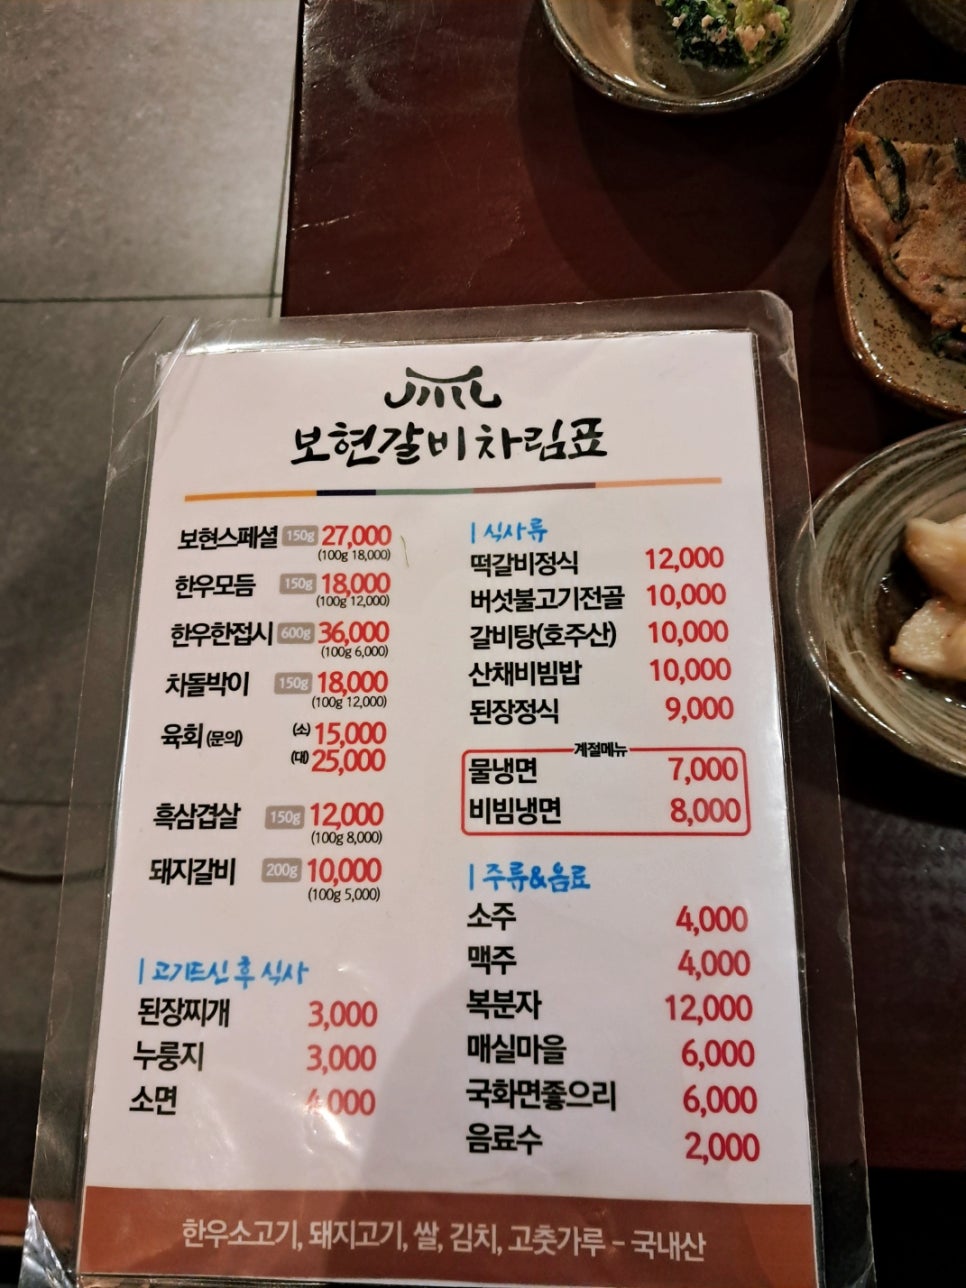 보현갈비차림표
보현스페셜 150g 27,000
(100g 18,000)
한우모듬 150g 18,000
(100g 12,000)
한우한접시 600g 36,000
(100g 6,000)
차돌박이 150g 18,000
(100g 12,000)
육회(문의) (소) 15,000
(대) 25,000
흑삼겹살 150g 12,000
(100g 8,000)
돼지갈비 200g 10,000
(100g 5,000)
고기드신 후 식사
된장찌개 3,000
누룽지 3,000
소면 4,000
식사류
떡갈비정식 12,000
버섯불고기전골 10,000
갈비탕(호주산) 10,000
산채비빔밥 10,000
된장정식 9,000
계절메뉴
물냉면 7,000
비빔냉면 8,000
주류&음료
소주 4,000
맥주 4,000
복분자 12,000
매실마을 6,000
국화면좋으리 6,000
음료수 2,000
한우소고기, 돼지고기, 쌀, 김치, 고춧가루 - 국내산